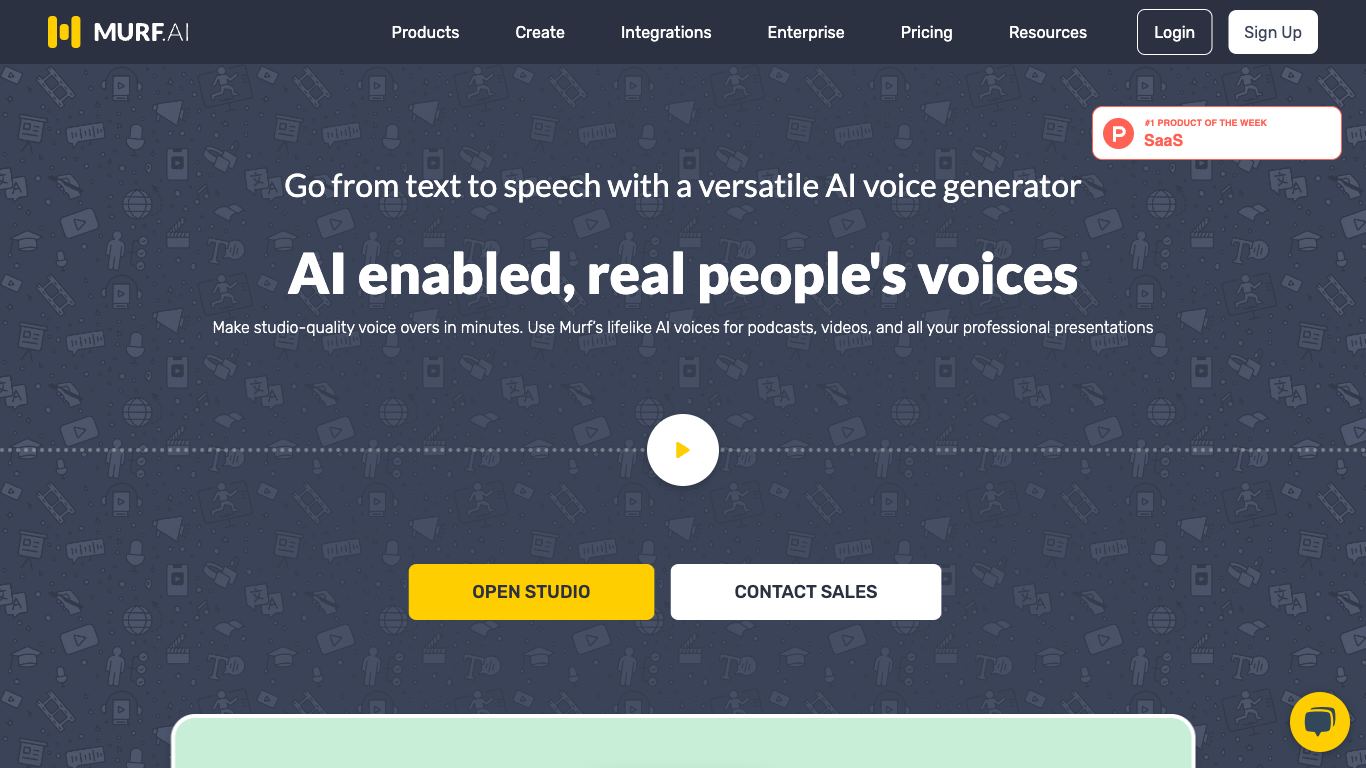 MURF.AI
Products
Create
Integrations
Enterprise
Pricing
Resources
Login
Sign Up
#1 PRODUCT OF THE WEEK
P
SaaS
Go from text to speech with a versatile AI voice generator
AI enabled, real people's voices
Make studio-quality voice overs in minutes. Use Murf's lifelike AI voices for podcasts, videos, and all your professional presentations
OPEN STUDIO
CONTACT SALES